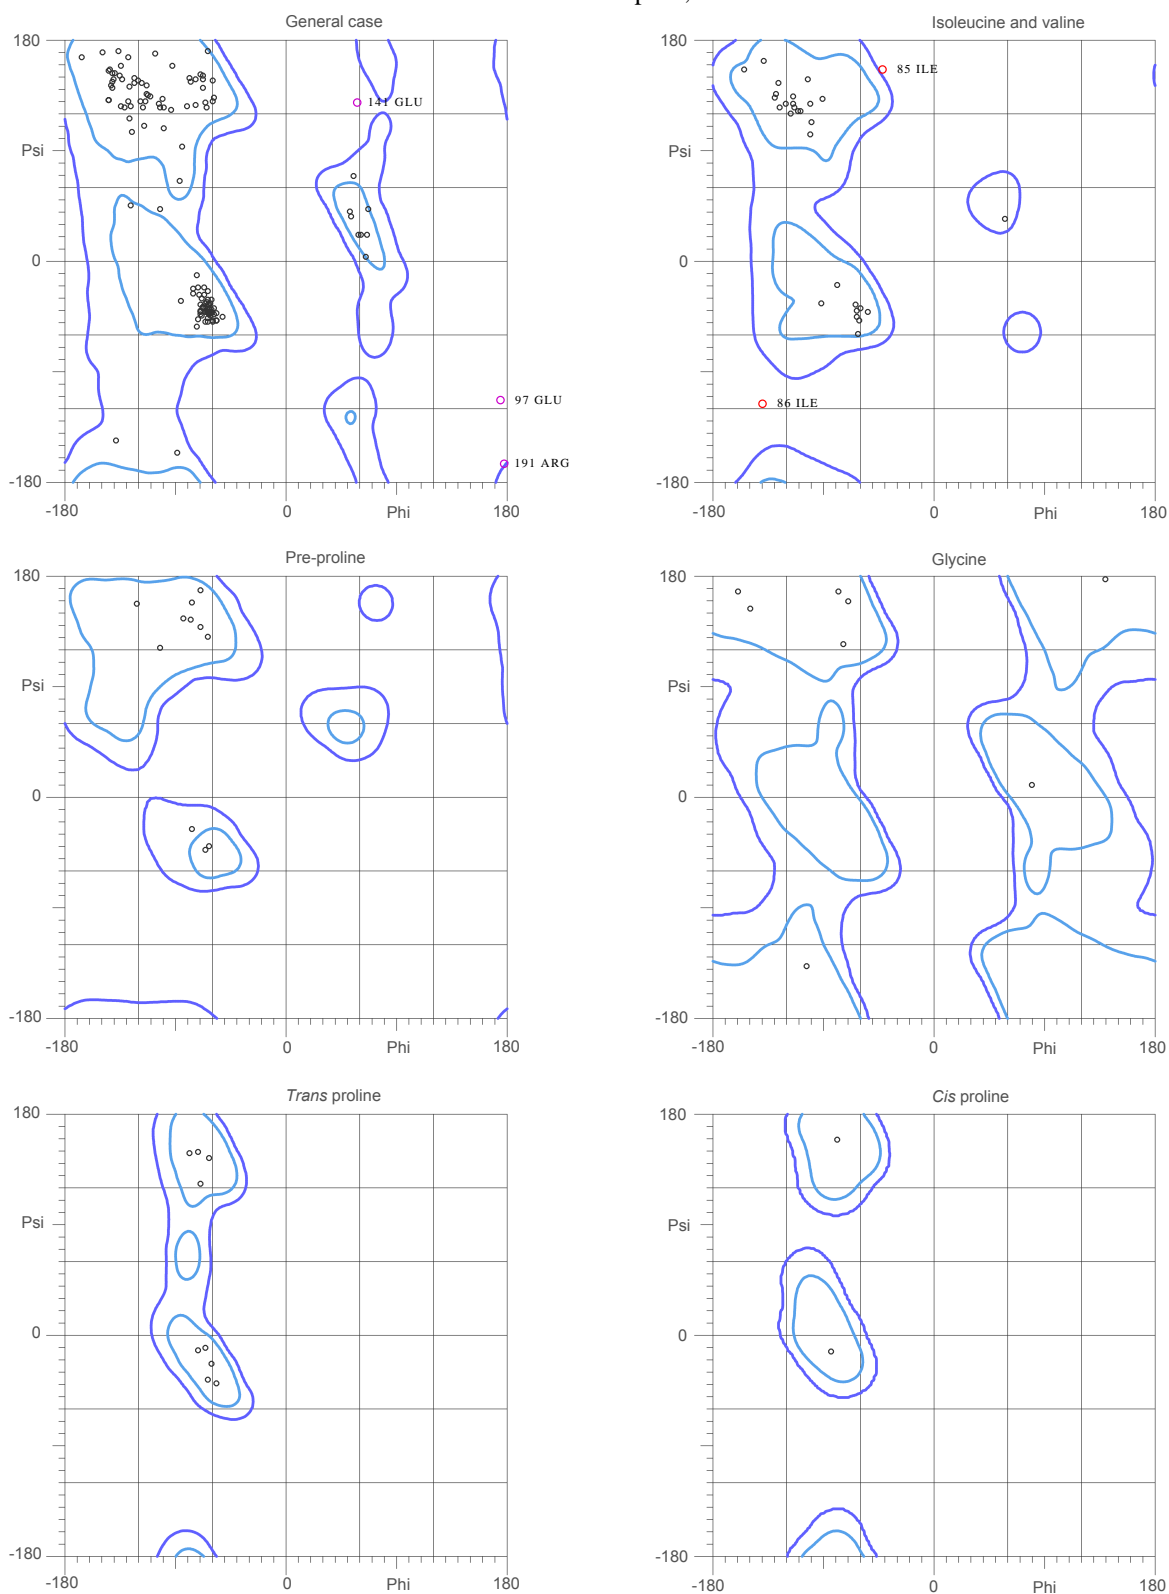 General case
Isoleucine and valine
180
180
85 ILE
141 GLU
Psi
Psi
0
0
97 GLU
86 ILE
191 ARG
-180
-180
-180
0
Phi
180
-180
0
Phi
180
Pre-proline
Glycine
180
180
Psi
Psi
0
0
-180
-180
-180
0
Phi
180
-180
0
Phi
180
Trans proline
Cis proline
180
180
Psi
Psi
0
0
-180
-180
-180
0
Phi
180
-180
0
Phi
180